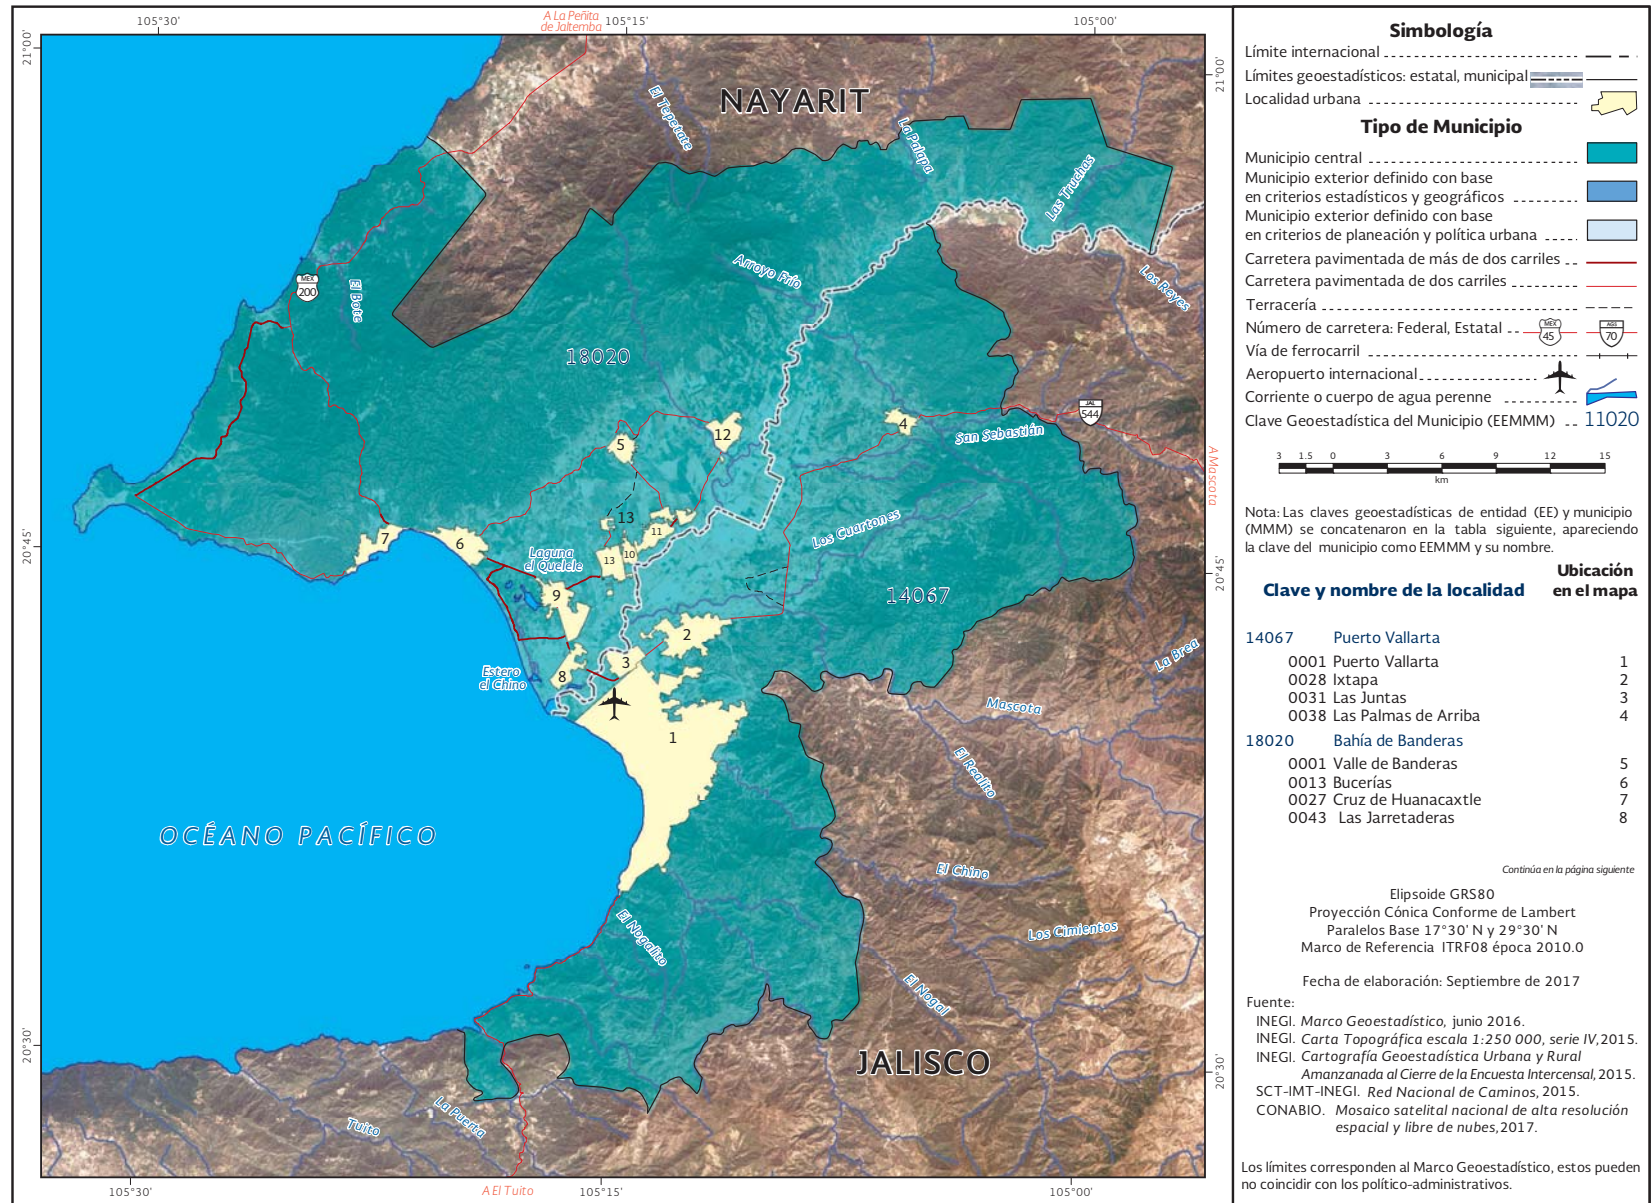 105°30'
A La Peñita
de Jaltemba
105°15'
105°00'
21°00'
21°00'
NAYARIT
El Tepetate
La Palapa
Las Truchas
Los Reyes
Arroyo Frío
MEX
200
El Bote
18020
JAL
544
A Mascota
4
San Sebastián
12
5
13
11
Los Cuartones
7
6
10
13
Laguna
el Quelele
20°45'
20°45'
9
14067
2
La Brea
3
Estero
el Chino
8
Mascota
1
El Realito
OCÉANO PACÍFICO
El Chino
El Nogalito
Los Cimientos
El Nogal
20°30'
20°30'
JALISCO
La Puerta
Tuito
105°30'
A El Tuito
105°15'
105°00'
Simbología
Límite internacional
Límites geoestadísticos: estatal, municipal
Localidad urbana
Tipo de Municipio
Municipio central
Municipio exterior definido con base
en criterios estadísticos y geográficos
Municipio exterior definido con base
en criterios de planeación y política urbana
Carretera pavimentada de más de dos carriles
Carretera pavimentada de dos carriles
Terracería
Número de carretera: Federal, Estatal MEX 45 AGS 70
Vía de ferrocarril
Aeropuerto internacional
Corriente o cuerpo de agua perenne
Clave Geoestadística del Municipio (EEMMM) 11020
3 1.5 0 3 6 9 12 15
km
Nota: Las claves geoestadísticas de entidad (EE) y municipio
(MMM) se concatenaron en la tabla siguiente, apareciendo
la clave del municipio como EEMMM y su nombre.
Ubicación
Clave y nombre de la localidad en el mapa
14067 Puerto Vallarta
0001 Puerto Vallarta 1
0028 Ixtapa 2
0031 Las Juntas 3
0038 Las Palmas de Arriba 4
18020 Bahía de Banderas
0001 Valle de Banderas 5
0013 Bucerías 6
0027 Cruz de Huanacaxtle 7
0043 Las Jarretaderas 8
Continúa en la página siguiente
Elipsoide GRS80
Proyección Cónica Conforme de Lambert
Paralelos Base 17°30' N y 29°30' N
Marco de Referencia ITRF08 época 2010.0
Fecha de elaboración: Septiembre de 2017
Fuente:
INEGI. Marco Geoestadístico, junio 2016.
INEGI. Carta Topográfica escala 1:250 000, serie IV, 2015.
INEGI. Cartografía Geoestadística Urbana y Rural
Amanzanada al Cierre de la Encuesta Intercensal, 2015.
SCT-IMT-INEGI. Red Nacional de Caminos, 2015.
CONABIO. Mosaico satelital nacional de alta resolución
espacial y libre de nubes, 2017.
Los límites corresponden al Marco Geoestadístico, estos pueden
no coincidir con los político-administrativos.